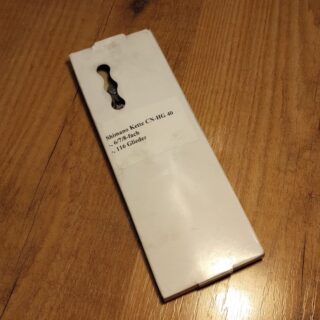 Shimano Kette CN-HG 40
- 6/7/8-fach
- 116 Glieder